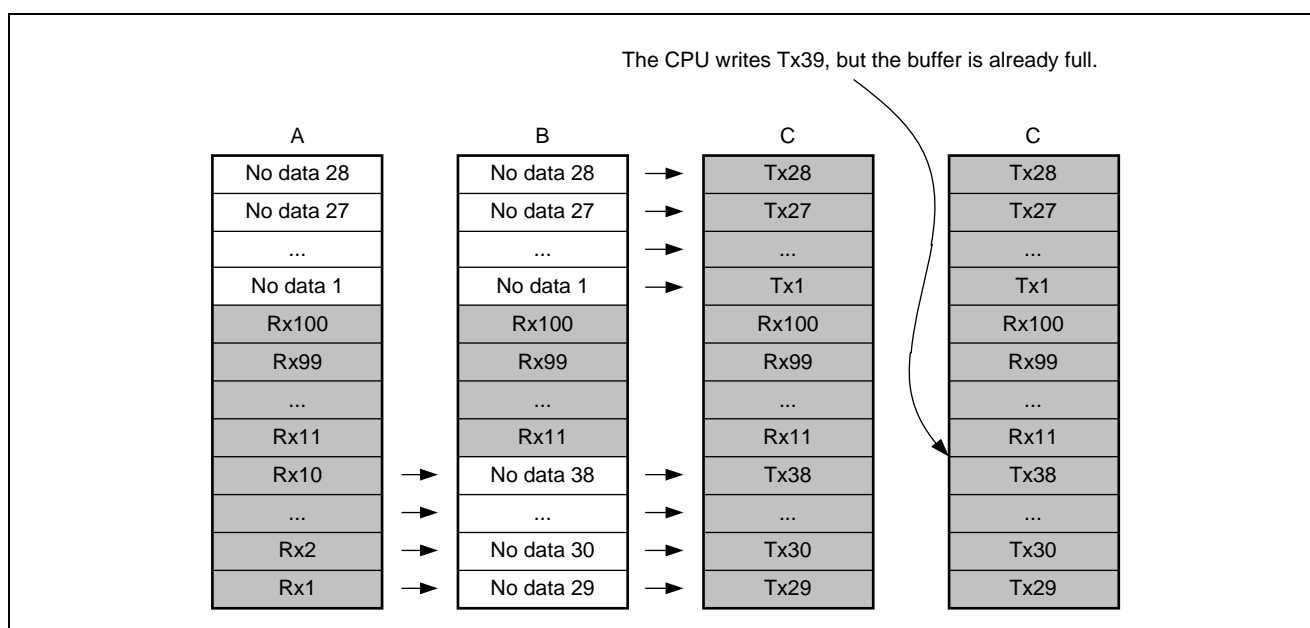 The CPU writes Tx39, but the buffer is already full.
A B C C
No data 28 No data 28 Tx28 Tx28
No data 27 No data 27 Tx27 Tx27
... ... ... ...
No data 1 No data 1 Tx1 Tx1
Rx100 Rx100 Rx100 Rx100
Rx99 Rx99 Rx99 Rx99
... ... ... ...
Rx11 Rx11 Rx11 Rx11
Rx10 No data 38 Tx38 Tx38
... ... ... ...
Rx2 No data 30 Tx30 Tx30
Rx1 No data 29 Tx29 Tx29